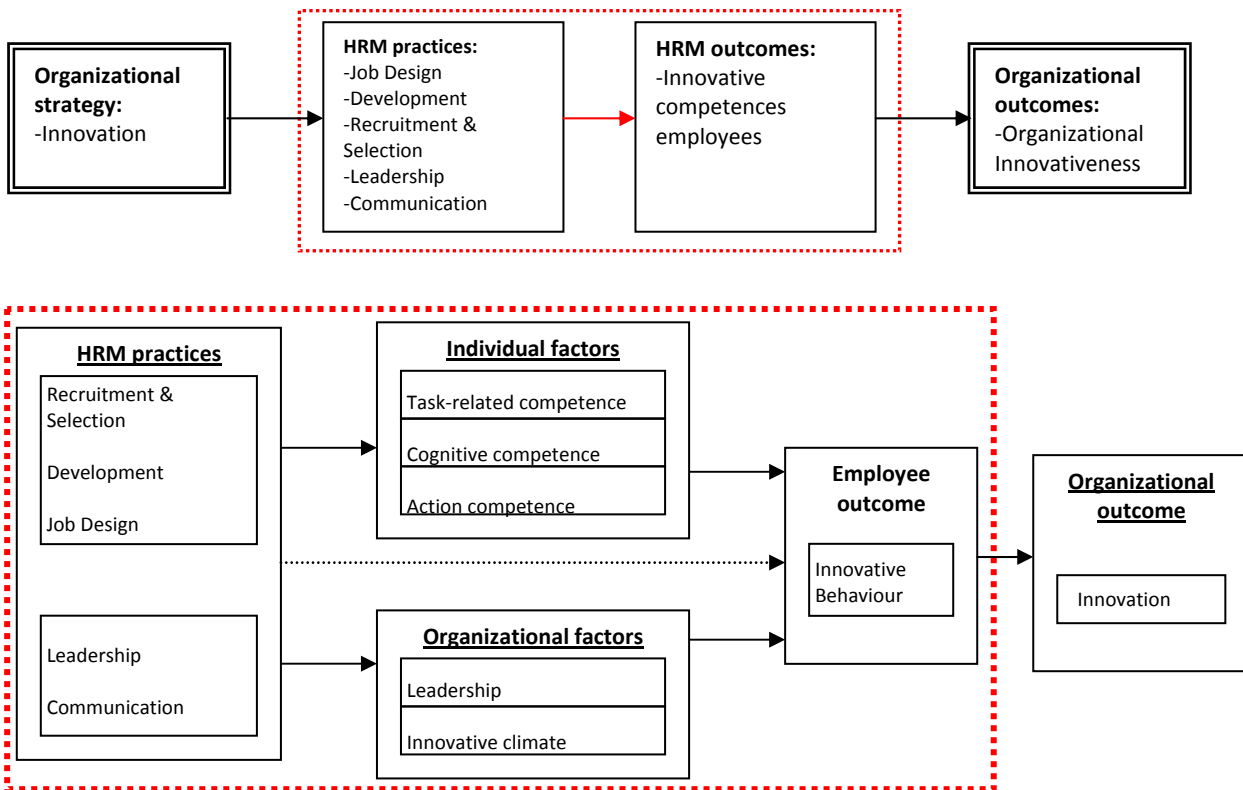 Organizational
strategy:
-Innovation
HRM practices:
-Job Design
-Development
-Recruitment &
Selection
-Leadership
-Communication
HRM outcomes:
-Innovative
competences
employees
Organizational
outcomes:
-Organizational
Innovativeness
HRM practices
Recruitment &
Selection
Development
Job Design
Leadership
Communication
Individual factors
Task-related competence
Cognitive competence
Action competence
Organizational factors
Leadership
Innovative climate
Employee
outcome
Innovative
Behaviour
Organizational
outcome
Innovation